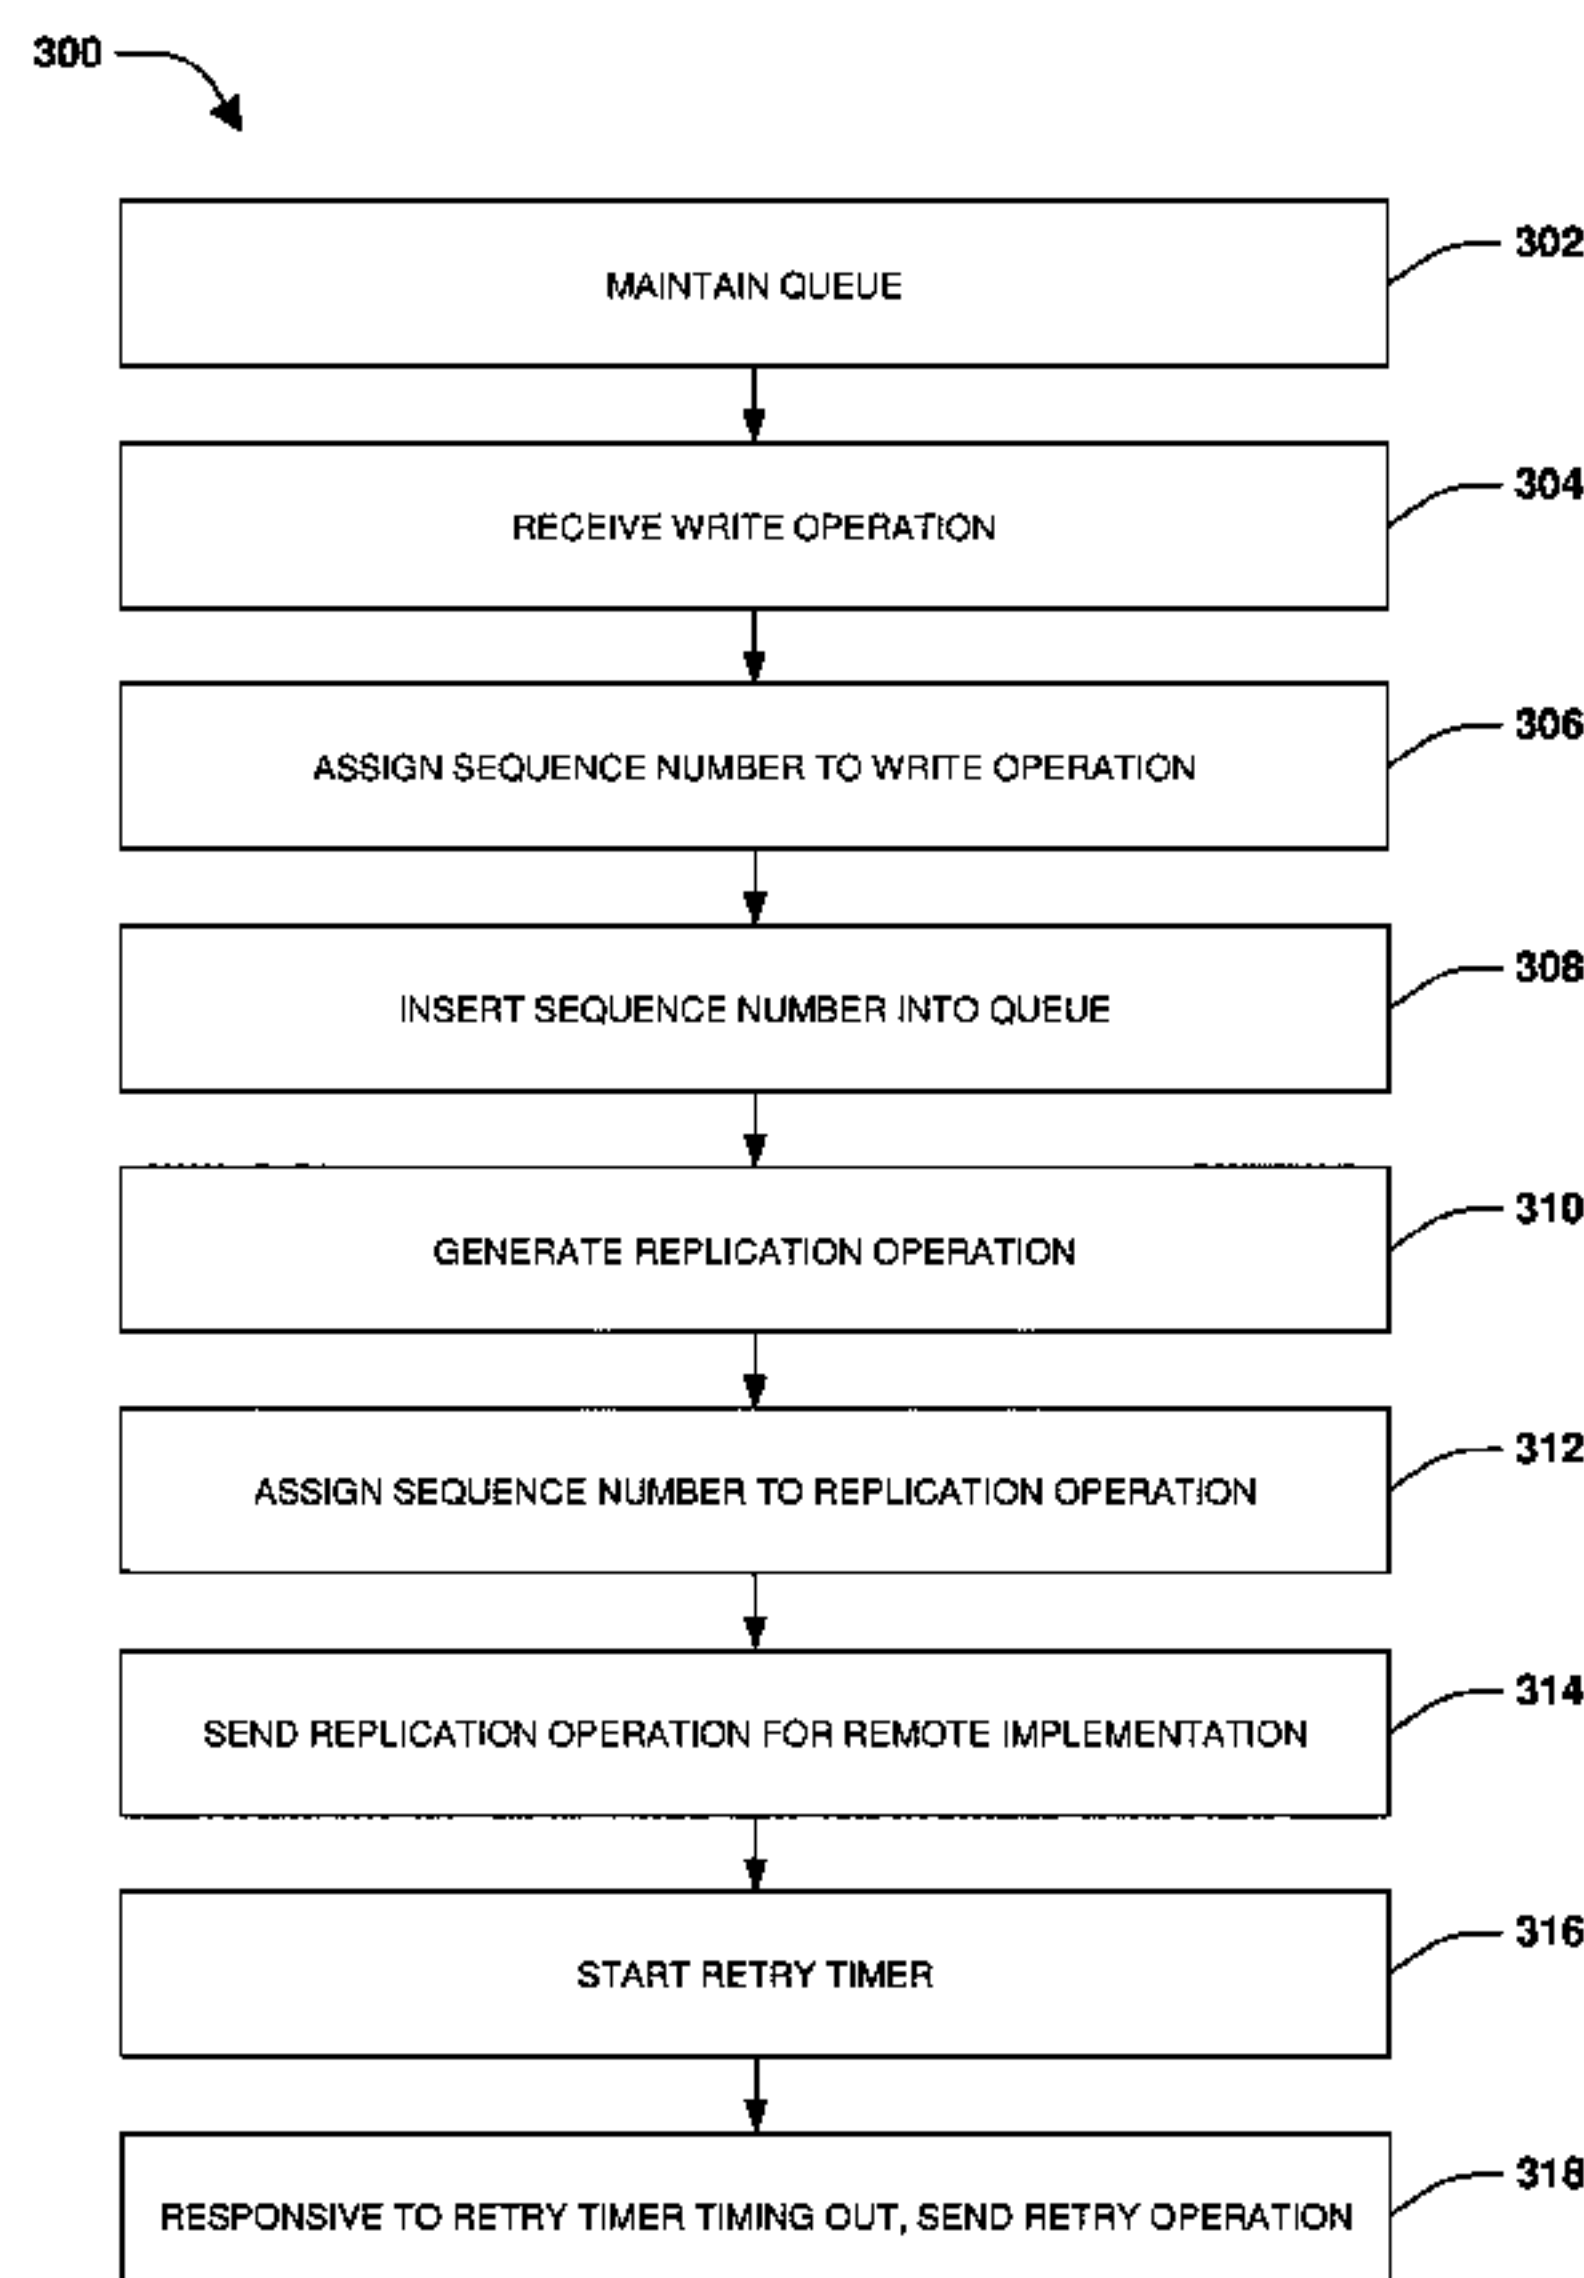 300
MAINTAIN QUEUE
302
RECEIVE WRITE OPERATION
304
ASSIGN SEQUENCE NUMBER TO WRITE OPERATION
306
INSERT SEQUENCE NUMBER INTO QUEUE
308
GENERATE REPLICATION OPERATION
310
ASSIGN SEQUENCE NUMBER TO REPLICATION OPERATION
312
SEND REPLICATION OPERATION FOR REMOTE IMPLEMENTATION
314
START RETRY TIMER
316
RESPONSIVE TO RETRY TIMER TIMING OUT, SEND RETRY OPERATION
318